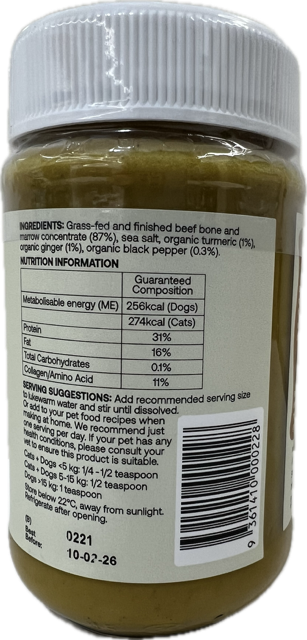 INGREDIENTS: Grass-fed and finished beef bone and
marrow concentrate (87%), sea salt, organic turmeric (1%),
organic ginger (1%), organic black pepper (0.3%).
NUTRITION INFORMATION
Guaranteed
Composition
Metabolisable energy (ME) 256kcal (Dogs)
274kcal (Cats)
Protein 31%
Fat 16%
Total Carbohydrates 0.1%
Collagen/Amino Acid 11%
SERVING SUGGESTIONS: Add recommended serving size
to lukewarm water and stir until dissolved.
Or add to your pet food recipes when
making at home. We recommend just
one serving per day. If your pet has any
health conditions, please consult your
vet to ensure this product is suitable.
Cats + Dogs <5 kg: 1/4 - 1/2 teaspoon
Cats + Dogs 5-15 kg: 1/2 teaspoon
Dogs >15 kg: 1 teaspoon
Store below 22°C, away from sunlight.
Refrigerate after opening.
Best
Before:
0221
10-02-26
9 361410 000228